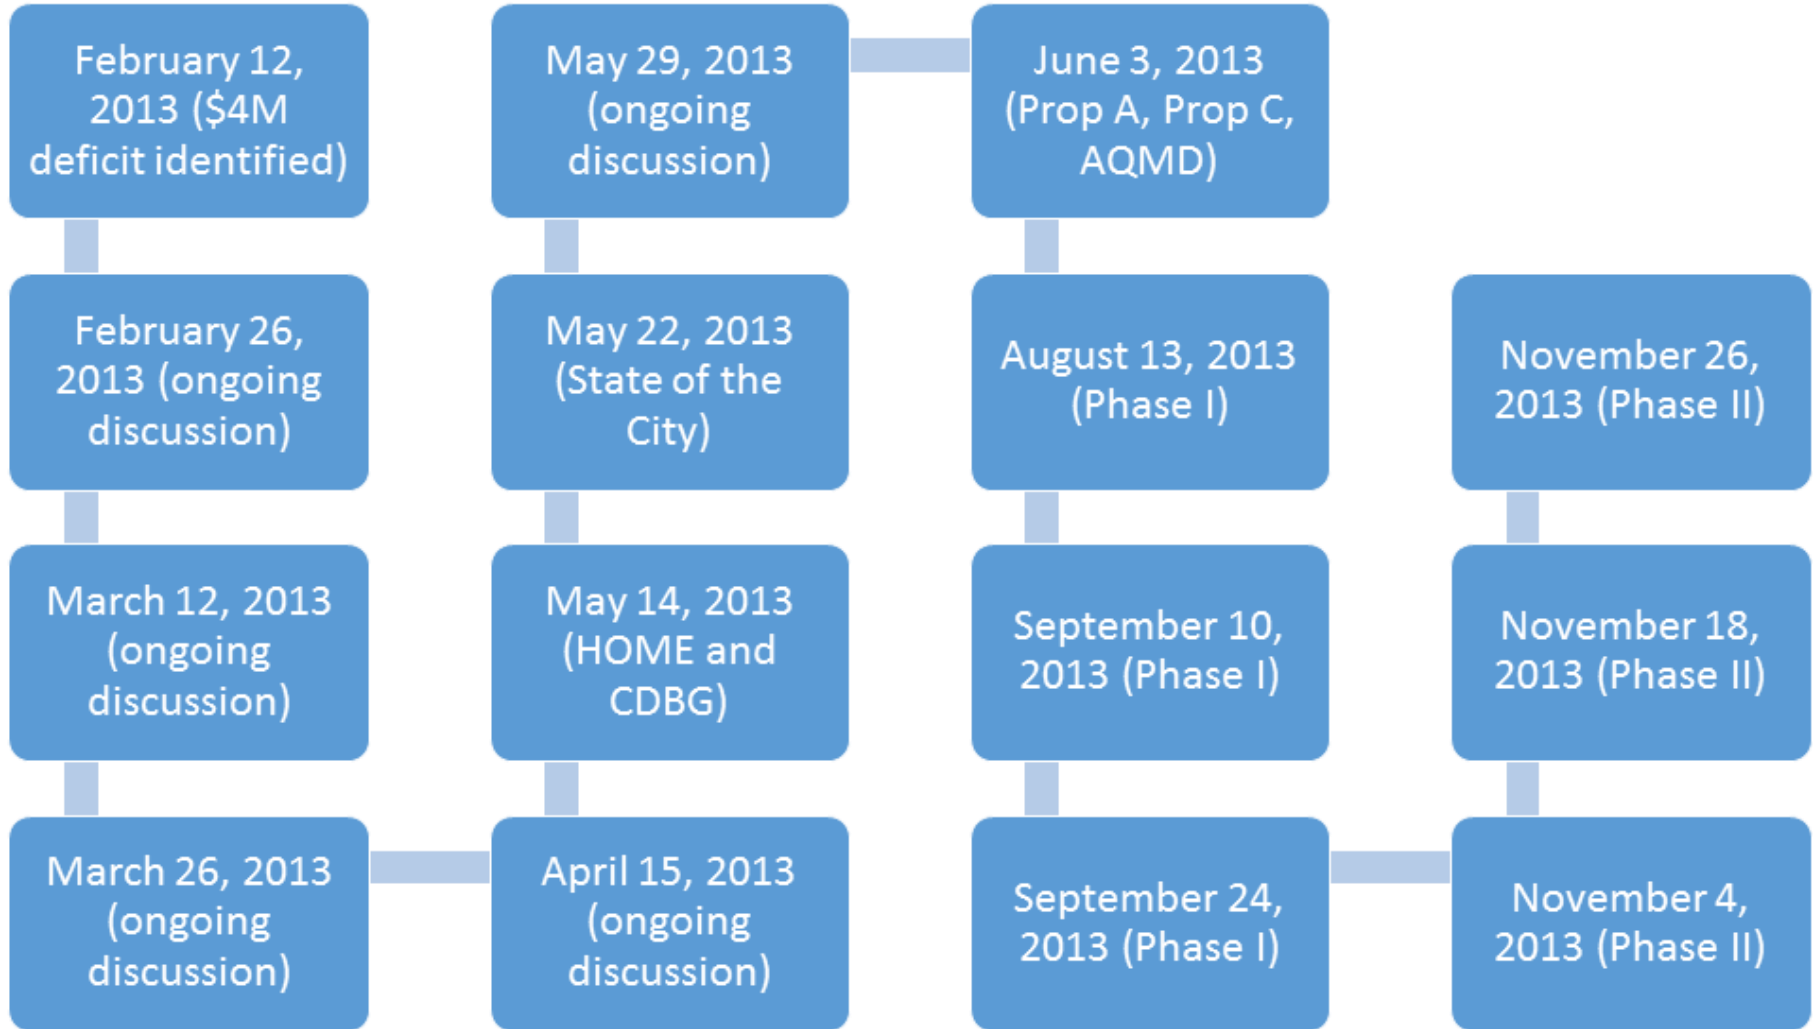 February 12,
2013 ($4M
deficit identified)
February 26,
2013 (ongoing
discussion)
March 12, 2013
(ongoing
discussion)
March 26, 2013
(ongoing
discussion)
April 15, 2013
(ongoing
discussion)
May 14, 2013
(HOME and
CDBG)
May 22, 2013
(State of the
City)
May 29, 2013
(ongoing
discussion)
June 3, 2013
(Prop A, Prop C,
AQMD)
August 13, 2013
(Phase I)
September 10,
2013 (Phase I)
September 24,
2013 (Phase I)
November 4,
2013 (Phase II)
November 18,
2013 (Phase II)
November 26,
2013 (Phase II)